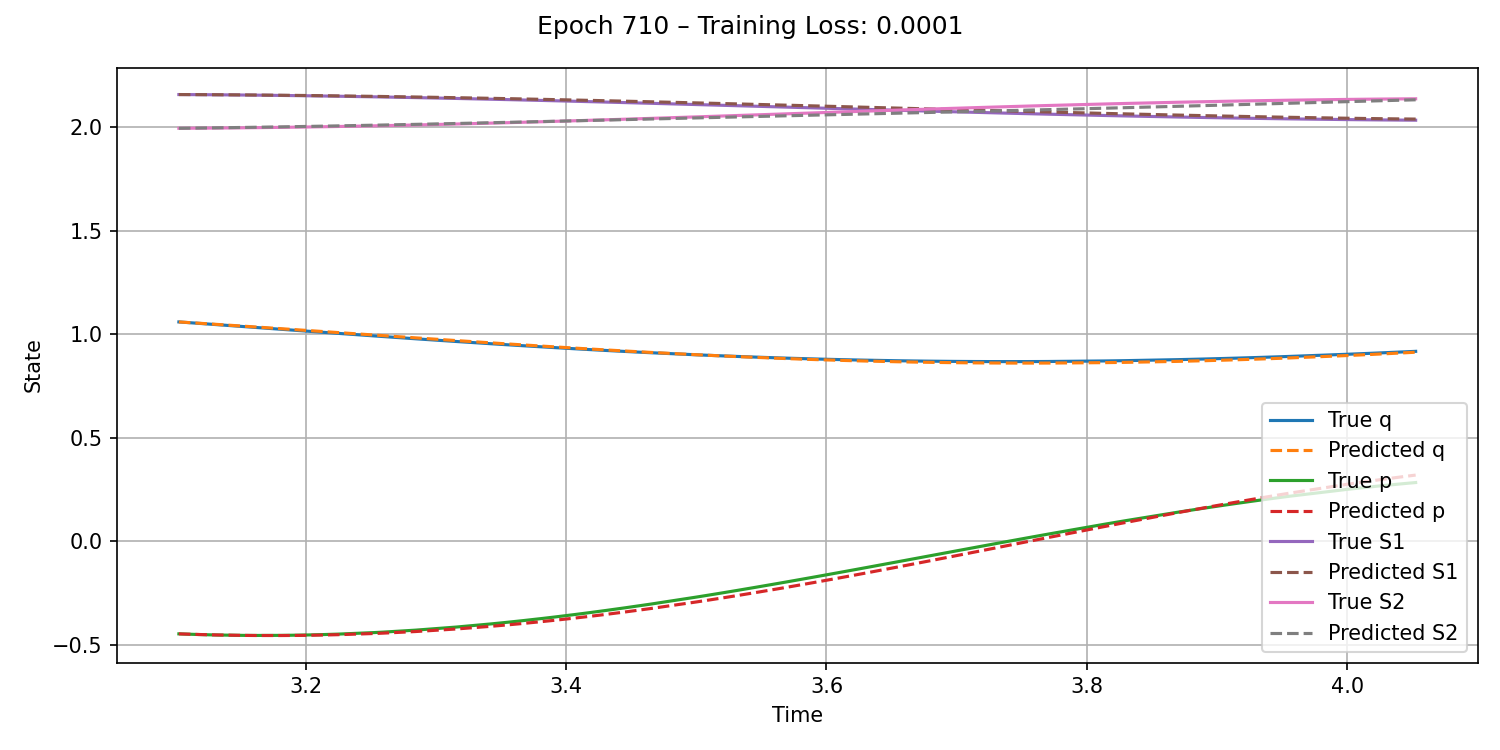 Epoch 710 – Training Loss: 0.0001
State
2.0
1.5
1.0
0.5
0.0
−0.5
3.2
3.4
3.6
3.8
4.0
Time
True q
Predicted q
True p
Predicted p
True S1
Predicted S1
True S2
Predicted S2